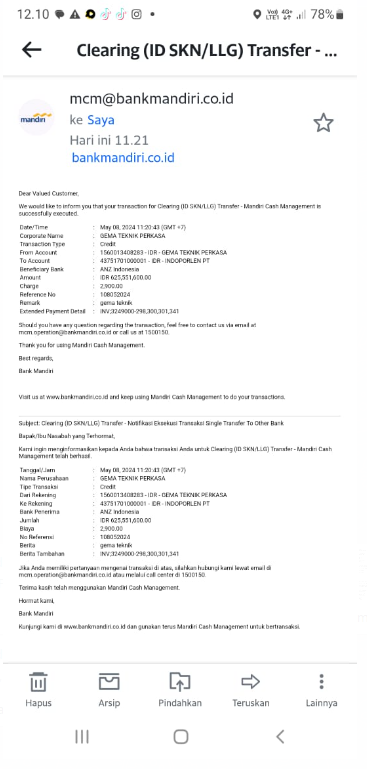 12.10
Vo) 4G+
LTE1
78%
Clearing (ID SKN/LLG) Transfer - ...
mandiri
mcm@bankmandiri.co.id
ke Saya
Hari ini 11.21
bankmandiri.co.id
Dear Valued Customer,
We would like to inform you that your transaction for Clearing (ID SKN/LLG) Transfer - Mandiri Cash Management is
successfully executed.
Date/Time : May 08, 2024 11:20:43 (GMT +7)
Corporate Name : GEMA TEKNIK PERKASA
Transaction Type : Credit
From Account : 1560013408283 - IDR - GEMA TEKNIK PERKASA
To Account : 43751701000001 - IDR - INDOPORLEN PT
Beneficiary Bank : ANZ Indonesia
Amount : IDR 625,551,600.00
Charge : 2,900.00
Reference No : 108052024
Remark : gema teknik
Extended Payment Detail : INV;3249000-298,300,301,341
Should you have any question regarding the transaction, feel free to contact us via email at
mcm.operation@bankmandiri.co.id or call us at 1500150.
Thank you for using Mandiri Cash Management.
Best regards,
Bank Mandiri
Visit us at www.bankmandiri.co.id and keep using Mandiri Cash Management to do your transactions.
Subject: Clearing (ID SKN/LLG) Transfer - Notifikasi Eksekusi Transaksi Single Transfer To Other Bank
Bapak/Ibu Nasabah yang Terhormat,
Kami ingin menginformasikan kepada Anda bahwa transaksi Anda untuk Clearing (ID SKN/LLG) Transfer - Mandiri Cash
Management telah berhasil.
Tanggal/Jam : May 08, 2024 11:20:43 (GMT +7)
Nama Perusahaan : GEMA TEKNIK PERKASA
Tipe Transaksi : Credit
Dari Rekening : 1560013408283 - IDR - GEMA TEKNIK PERKASA
Ke Rekening : 43751701000001 - IDR - INDOPORLEN PT
Bank Penerima : ANZ Indonesia
Jumlah : IDR 625,551,600.00
Biaya : 2,900.00
No Referensi : 108052024
Berita : gema teknik
Berita Tambahan : INV;3249000-298,300,301,341
Jika Anda memiliki pertanyaan mengenai transaksi di atas, silahkan hubungi kami lewat email di
mcm.operation@bankmandiri.co.id atau melalui call center di 1500150.
Terima kasih telah menggunakan Mandiri Cash Management.
Hormat kami,
Bank Mandiri
Kunjungi kami di www.bankmandiri.co.id dan gunakan terus Mandiri Cash Management untuk bertransaksi.
Hapus
Arsip
Pindahkan
Teruskan
Lainnya